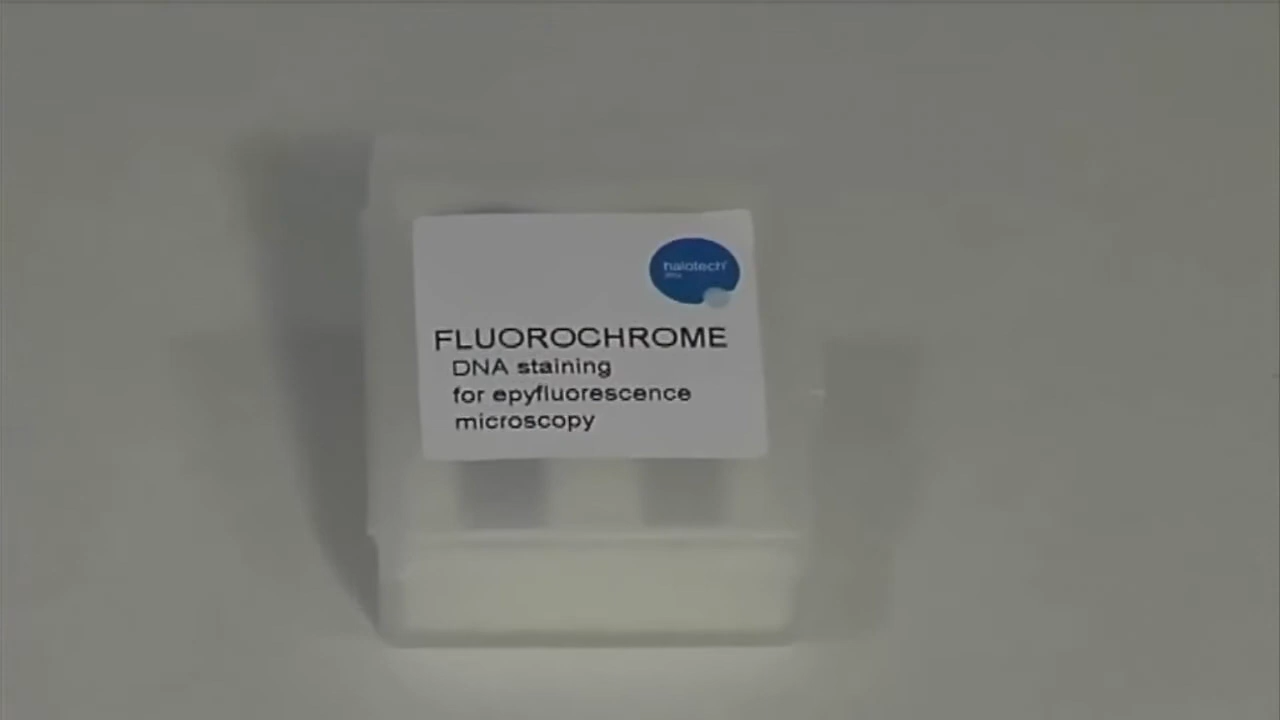 halotech
FLUOROCHROME
DNA staining
for epyfluorescence
microscopy